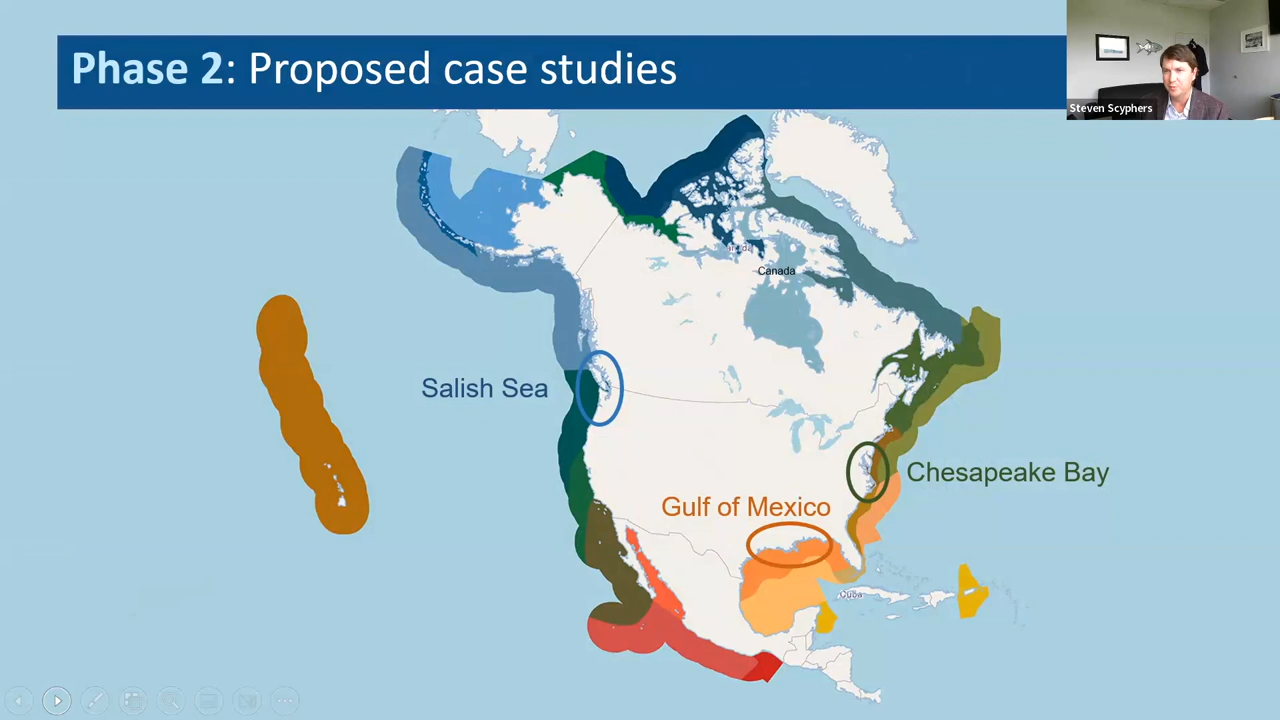 Phase 2: Proposed case studies
Steven Scyphers
Canada
Salish Sea
Chesapeake Bay
Gulf of Mexico
Cuba